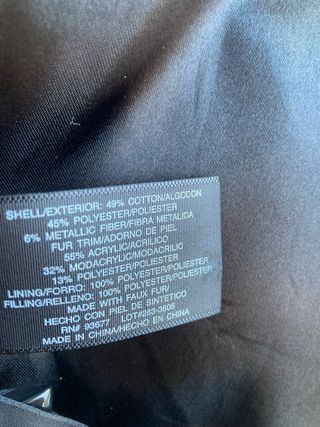 SHELL/EXTERIOR: 49% COTTON/ALGODON
45% POLYESTER/POLIESTER
6% METALLIC FIBER/FIBRA METALICA
FUR TRIM/ADORNO DE PIEL
55% ACRYLIC/ACRILICO
32% MODACRYLIC/MODACRILIC
13% POLYESTER/POLIESTER
LINING/FORRO: 100% POLYESTER/POLIESTER
FILLING/RELLENO: 100% POLYESTER/POLIESTER
MADE WITH FAUX FUR/
HECHO CON PIEL DE SINTETICO
RN# 93677 LOT#263-3608
MADE IN CHINA/HECHO EN CHINA